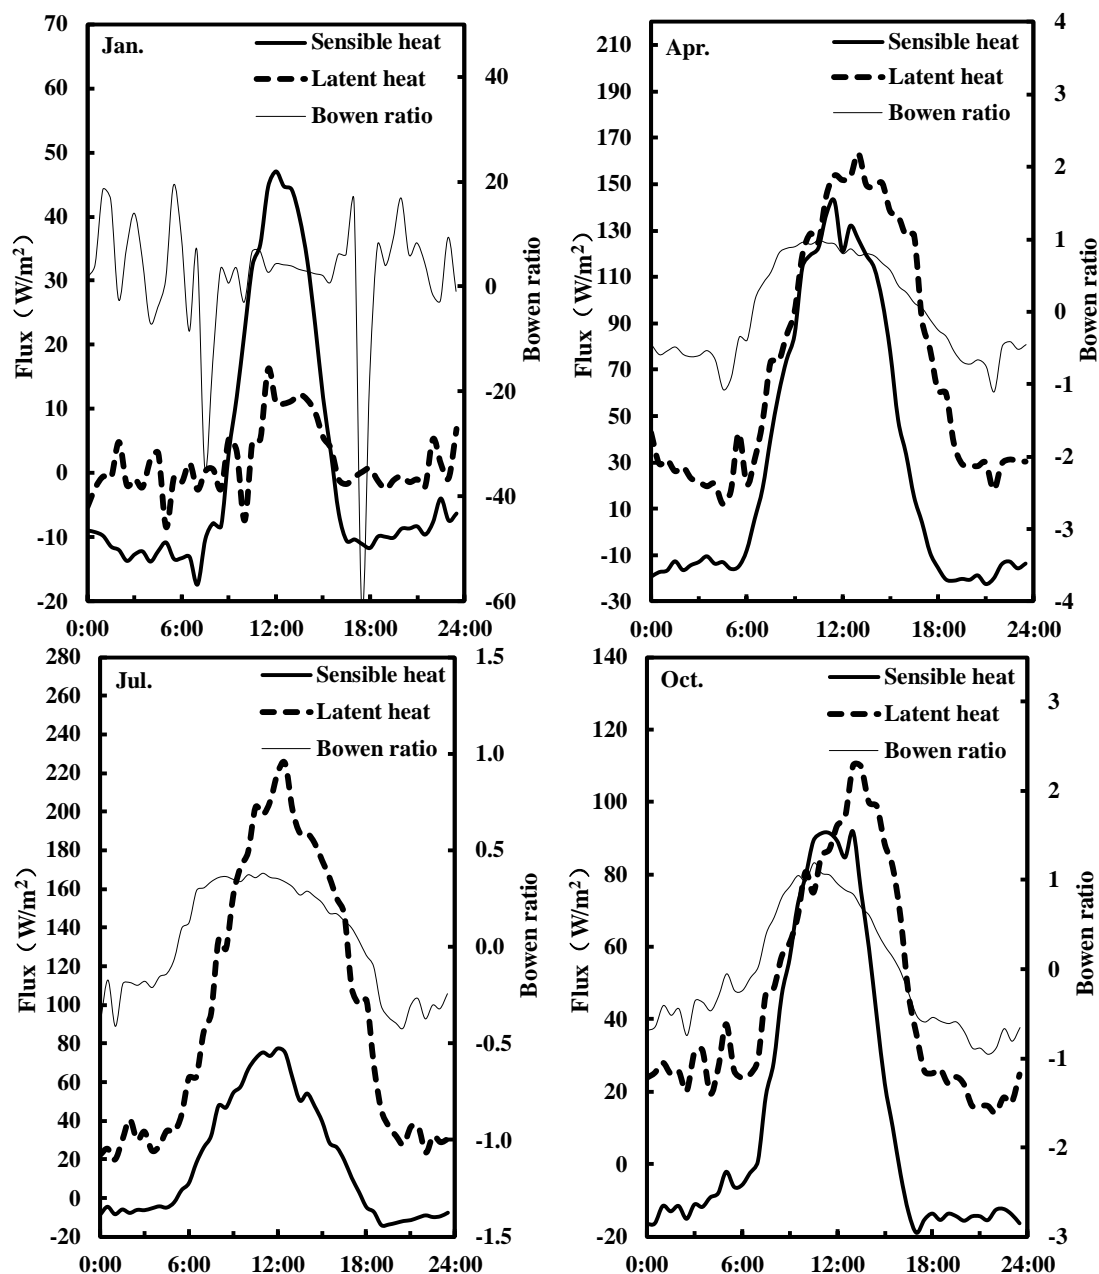 Jan.
Sensible heat
Latent heat
Bowen ratio
70
60
50
40
30
20
10
0
-10
-20
Flux（W/m²）
40
20
0
-20
-40
-60
Bowen ratio
0:00 6:00 12:00 18:00 24:00
Apr.
Sensible heat
Latent heat
Bowen ratio
210
190
170
150
130
110
90
70
50
30
10
-10
-30
Flux（W/m²）
4
3
2
1
0
-1
-2
-3
-4
Bowen ratio
0:00 6:00 12:00 18:00 24:00
Jul.
Sensible heat
Latent heat
Bowen ratio
280
260
240
220
200
180
160
140
120
100
80
60
40
20
0
-20
Flux（W/m²）
1.5
1.0
0.5
0.0
-0.5
-1.0
-1.5
Bowen ratio
0:00 6:00 12:00 18:00 24:00
Oct.
Sensible heat
Latent heat
Bowen ratio
140
120
100
80
60
40
20
0
-20
Flux（W/m²）
3
2
1
0
-1
-2
-3
Bowen ratio
0:00 6:00 12:00 18:00 24:00